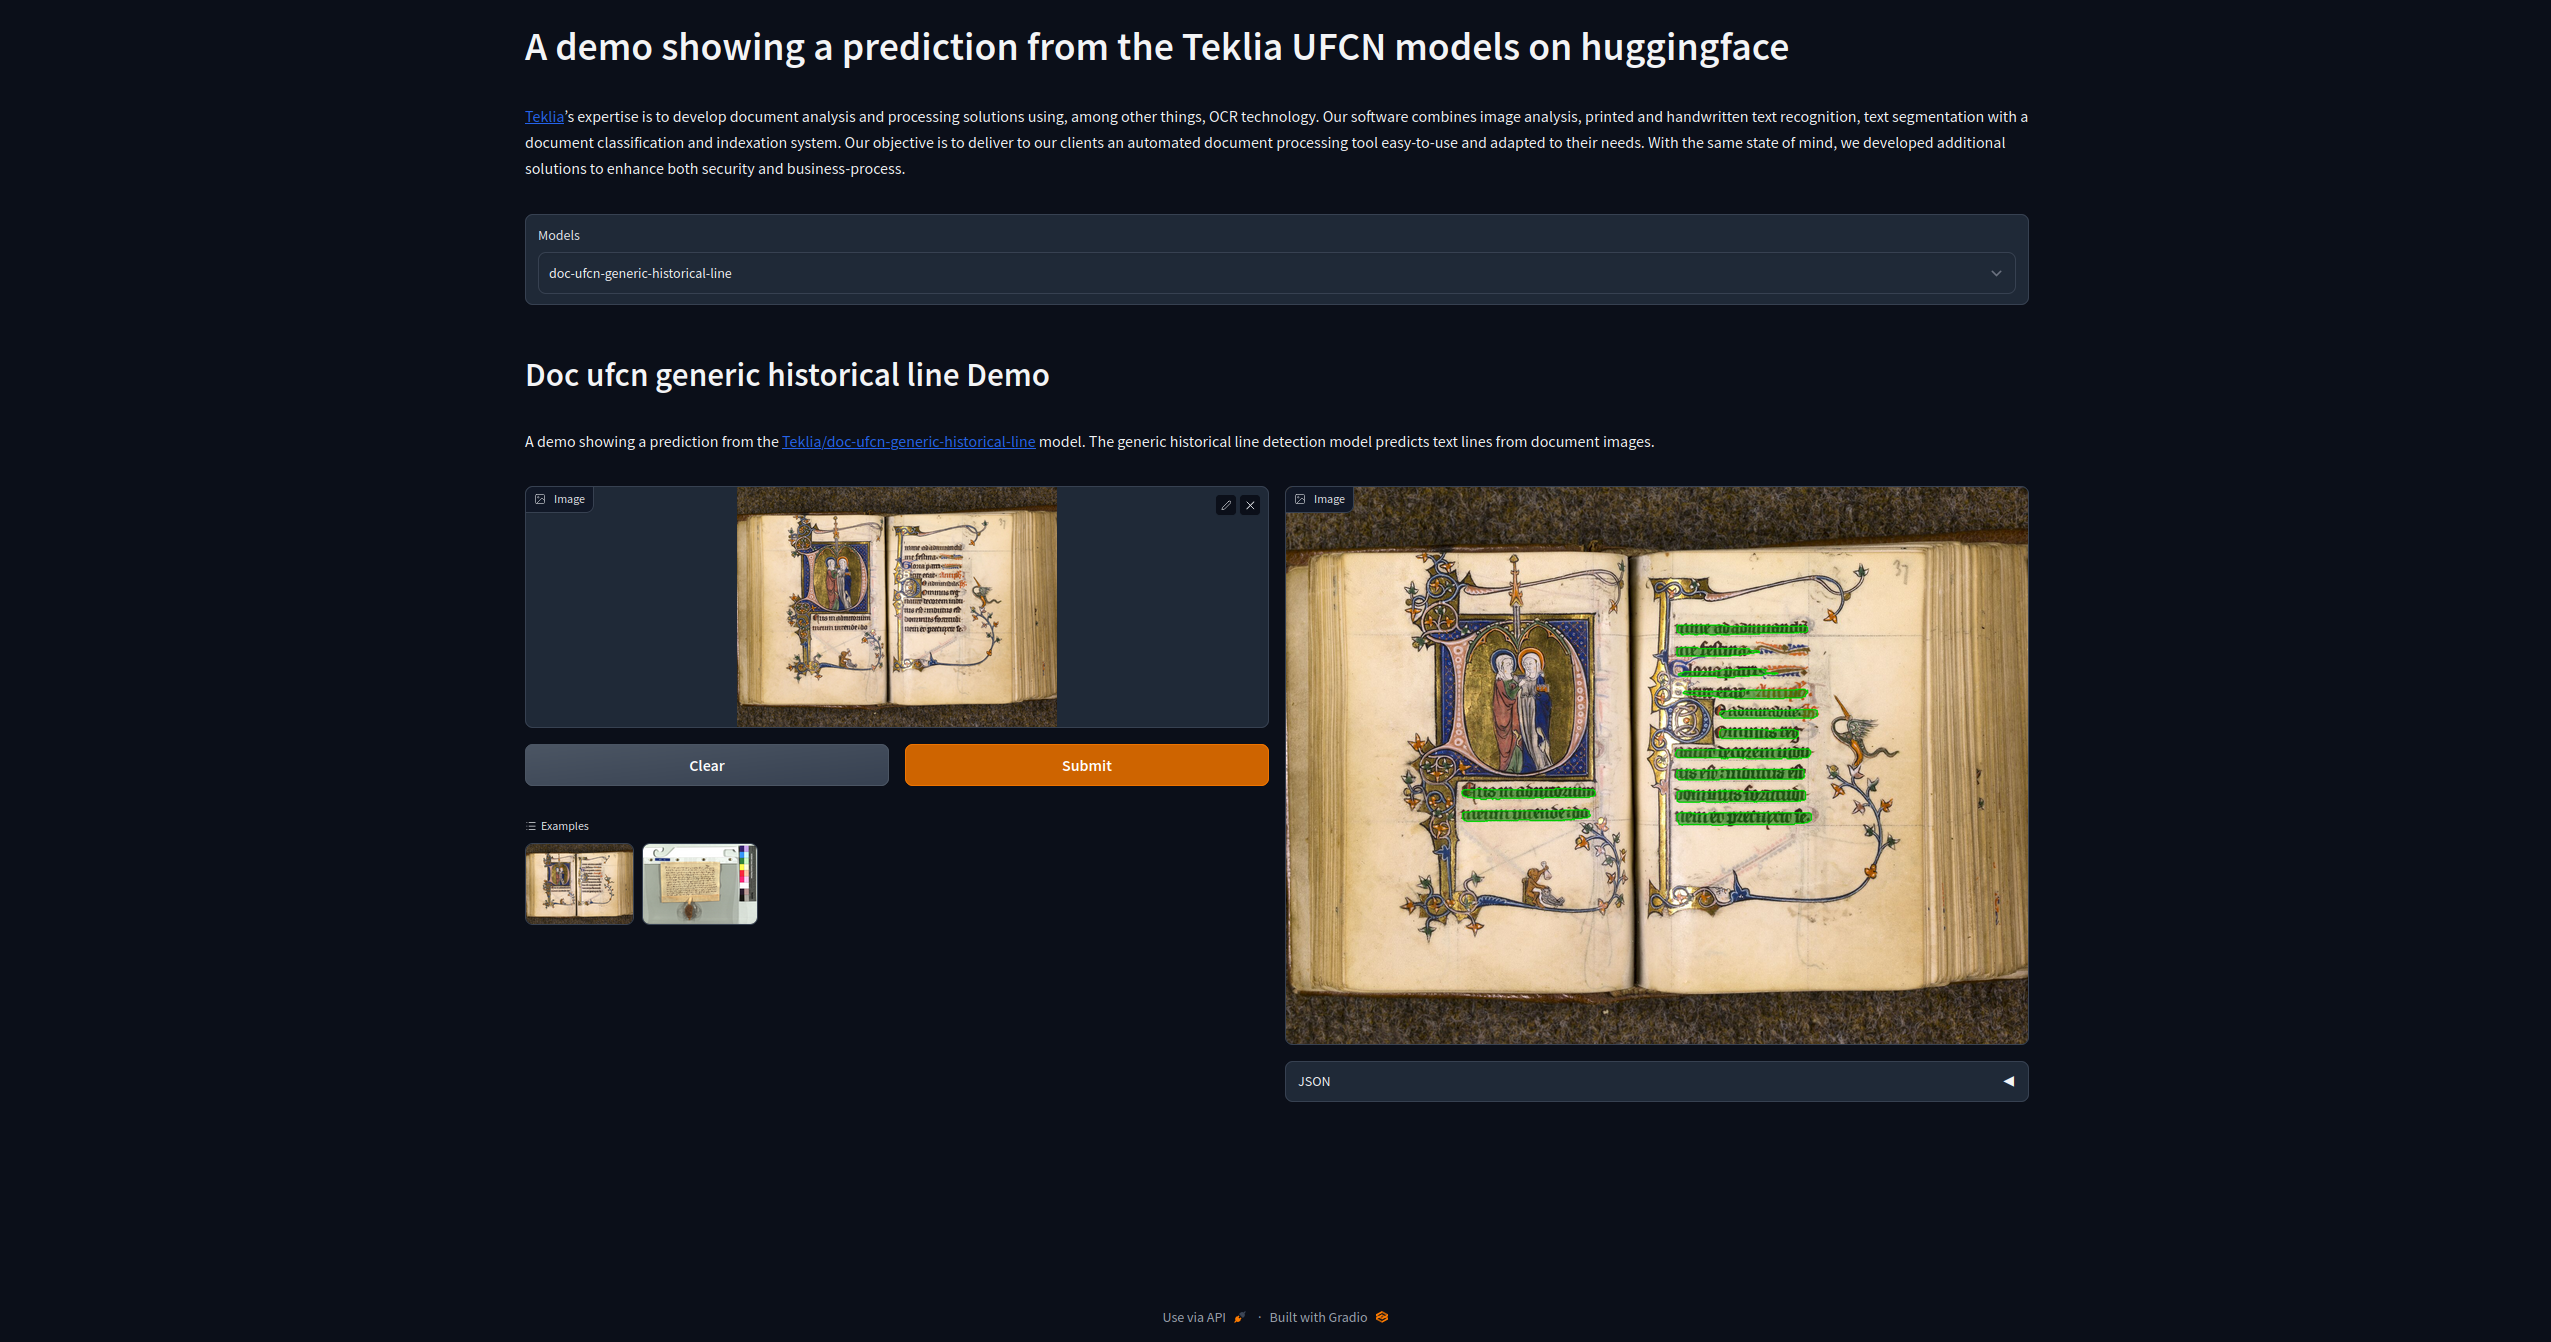 A demo showing a prediction from the Teklia UFCN models on huggingface
Teklia's expertise is to develop document analysis and processing solutions using, among other things, OCR technology. Our software combines image analysis, printed and handwritten text recognition, text segmentation with a
document classification and indexation system. Our objective is to deliver to our clients an automated document processing tool easy-to-use and adapted to their needs. With the same state of mind, we developed additional
solutions to enhance both security and business-process.
Models
doc-ufcn-generic-historical-line
Doc ufcn generic historical line Demo
A demo showing a prediction from the Teklia/doc-ufcn-generic-historical-line model. The generic historical line detection model predicts text lines from document images.
Image
Clear
Submit
Examples
Image
37
JSON
Use via API · Built with Gradio